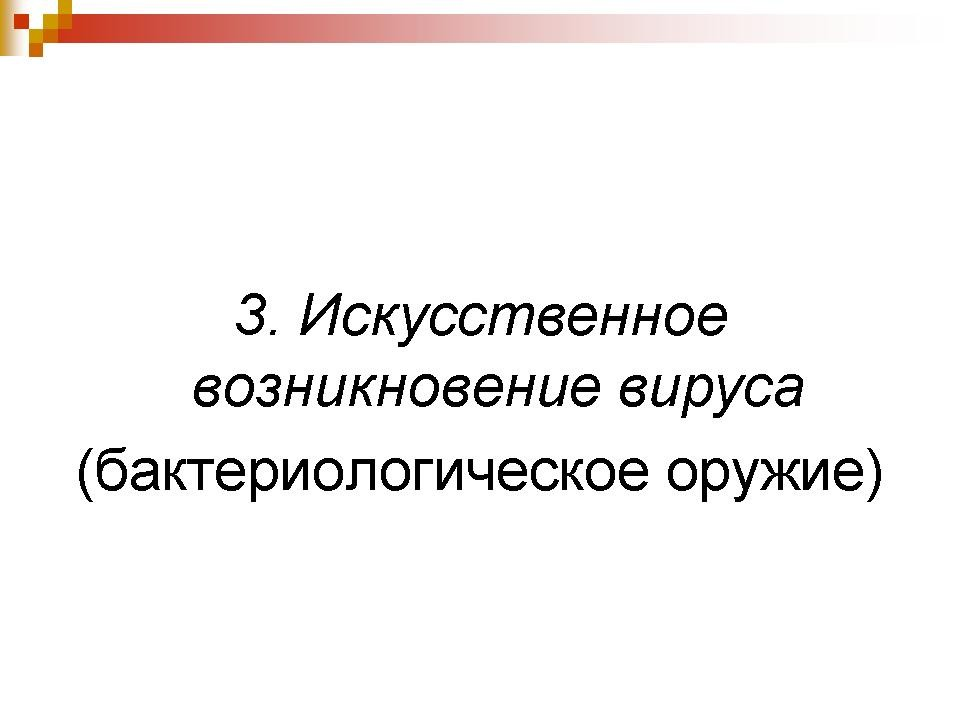 3. Искусственное
возникновение вируса
(бактериологическое оружие)